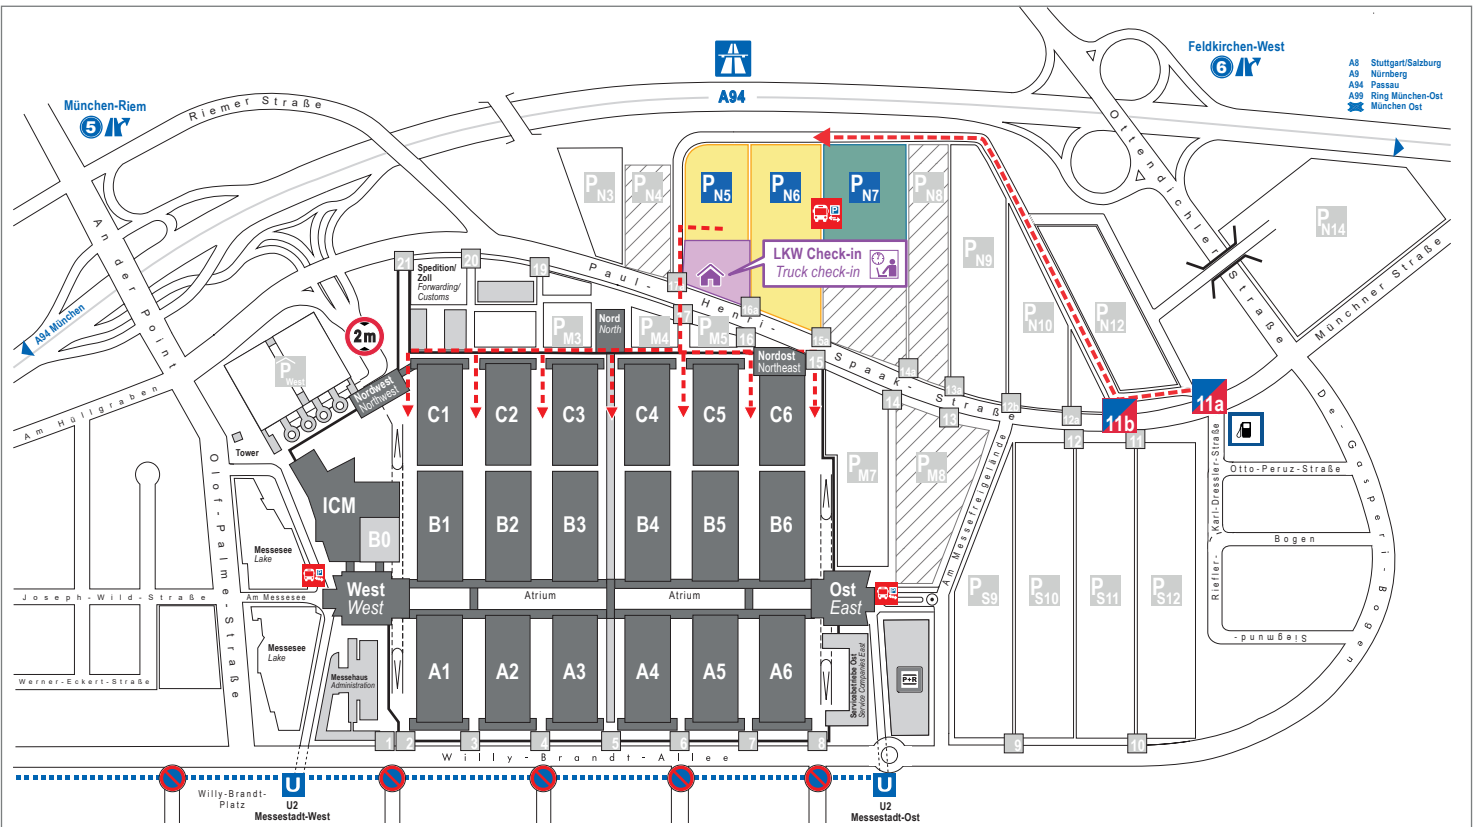 A94
Feldkirchen-West
6
A8 Stuttgart/Salzburg
A9 Nürnberg
A94 Passau
A99 Ring München-Ost
München Ost
München-Riem
5
Riemer Straße
Ottendichler Straße
An der Point
A94 München
Am Hüllgraben
P N3
P N4
P N5
P N6
P N7
P N8
P N9
P N10
P N12
P N14
LKW Check-in
Truck check-in
Paul-Henri-Spaak-Straße
Münchner Straße
De-Gasperi-Bogen
21
20
19
17
16a
16
15a
15
14a
14
13a
13
12b
12a
12
11b
11
11a
Spedition/
Zoll
Forwarding/
Customs
2m
P West
Nordwest
Northwest
Nord
North
Nordost
Northeast
P M3
P M4
P M5
P M7
P M8
C1
C2
C3
C4
C5
C6
Tower
Olof-Palme-Straße
ICM
B0
B1
B2
B3
B4
B5
B6
Messesee
Lake
Am Messesee
Joseph-Wild-Straße
Werner-Eckert-Straße
West
West
Atrium
Atrium
Ost
East
Am Messefreigelände
P S9
P S10
P S11
P S12
Karl-Dressler-Straße
Otto-Peruz-Straße
Bogen
Riefler-
Siegmund-
Messesee
Lake
Messehaus
Administration
A1
A2
A3
A4
A5
A6
Servicebetriebe Ost
Service Companies East
P+R
1
2
3
4
5
6
7
8
9
10
Willy-Brandt-Allee
Willy-Brandt-
Platz
U
U2
Messestadt-West
U
U2
Messestadt-Ost